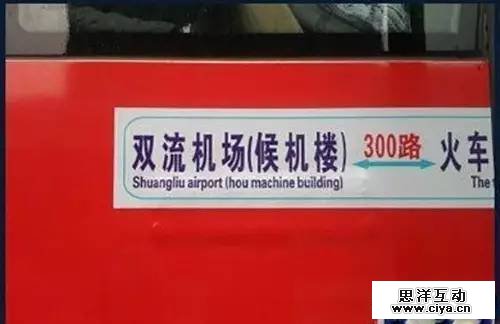 双流机场(候机楼) 300路 火车
Shuangliu airport (hou machine building) The
思洋互动
www.ciya.cn